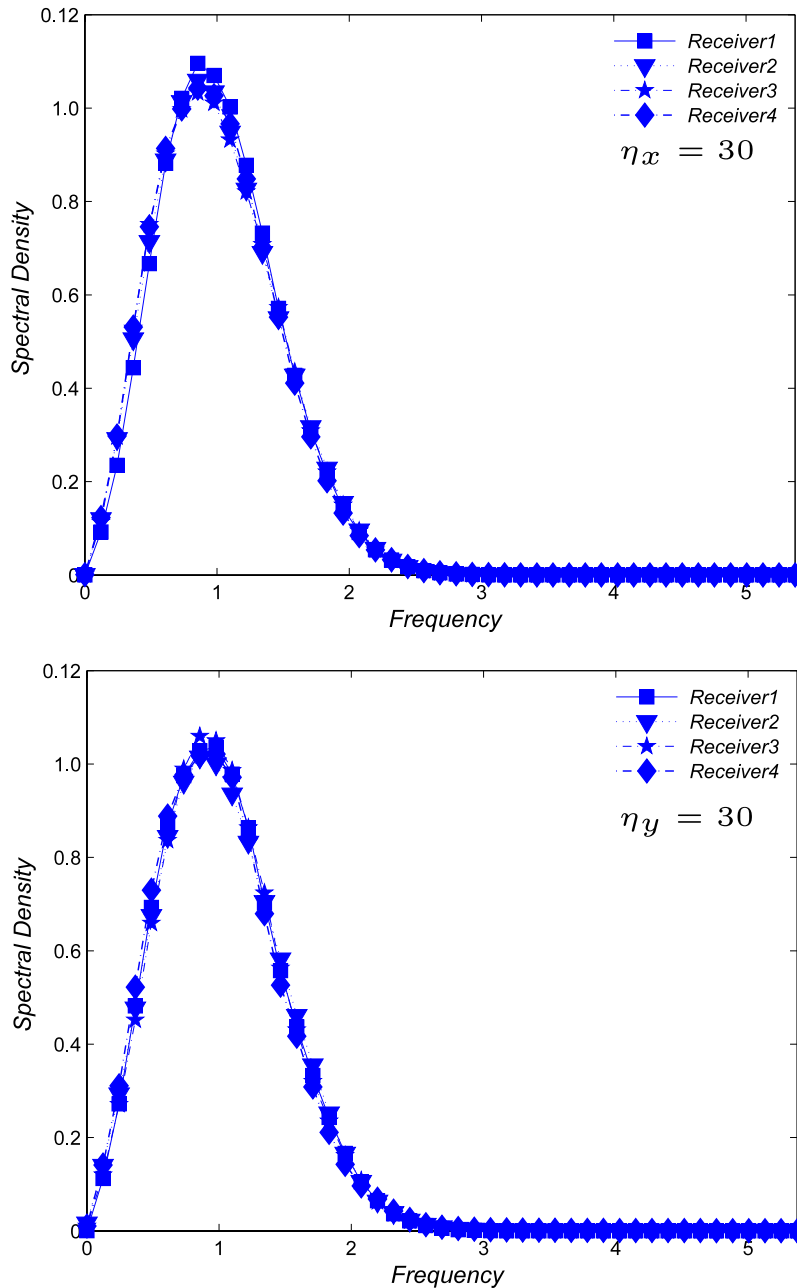 0.12
1.0
0.8
0.6
0.4
0.2
0
Spectral Density
Receiver1
Receiver2
Receiver3
Receiver4
ηx = 30
0 1 2 3 4 5
Frequency
0.12
1.0
0.8
0.6
0.4
0.2
0
Spectral Density
Receiver1
Receiver2
Receiver3
Receiver4
ηy = 30
0 1 2 3 4 5
Frequency